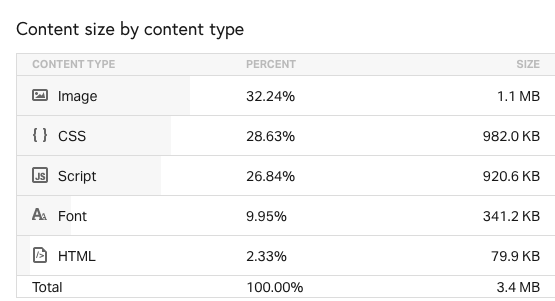 Content size by content type
CONTENT TYPE PERCENT SIZE
Image 32.24% 1.1 MB
{ } CSS 28.63% 982.0 KB
JS Script 26.84% 920.6 KB
AA Font 9.95% 341.2 KB
</> HTML 2.33% 79.9 KB
Total 100.00% 3.4 MB